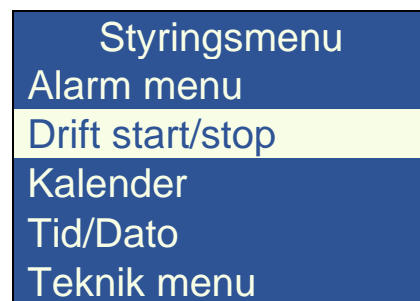 Styringsmenu
Alarm menu
Drift start/stop
Kalender
Tid/Dato
Teknik menu